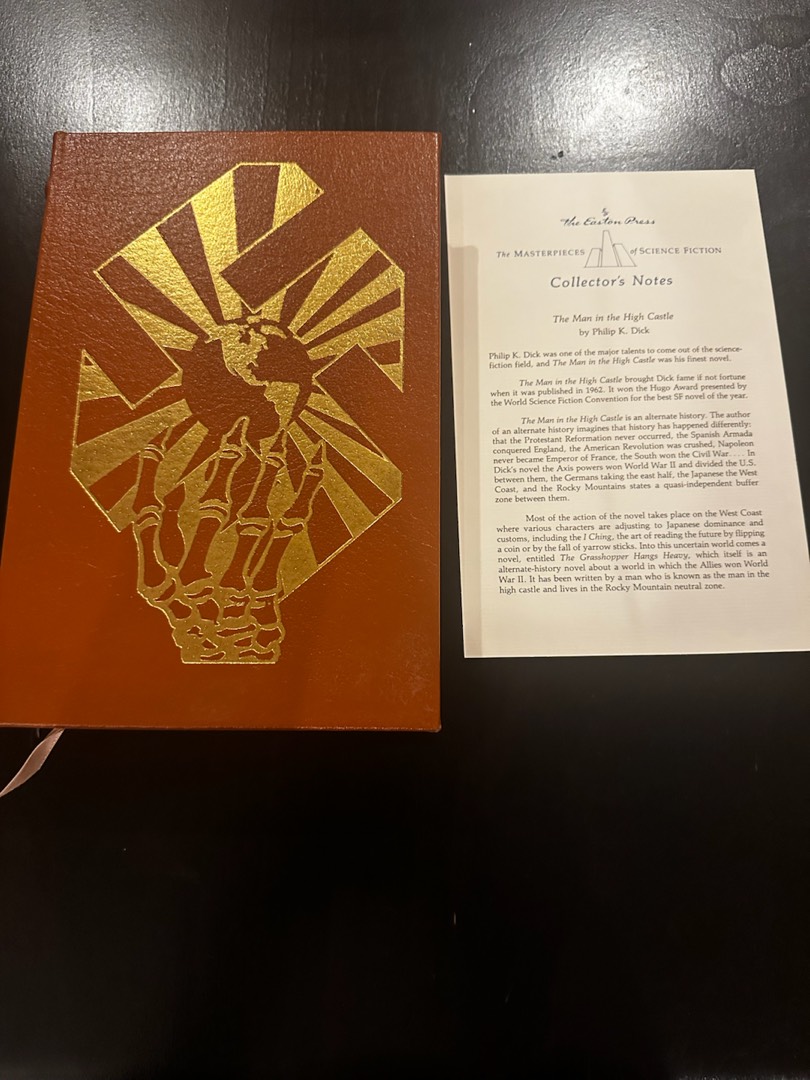 The Easton Press
The MASTERPIECES of SCIENCE FICTION
Collector's Notes
The Man in the High Castle
by Philip K. Dick
Philip K. Dick was one of the major talents to come out of the science-
fiction field, and The Man in the High Castle was his finest novel.
The Man in the High Castle brought Dick fame if not fortune
when it was published in 1962. It won the Hugo Award presented by
the World Science Fiction Convention for the best SF novel of the year.
The Man in the High Castle is an alternate history. The author
of an alternate history imagines that history has happened differently:
that the Protestant Reformation never occurred, the Spanish Armada
conquered England, the American Revolution was crushed, Napoleon
never became Emperor of France, the South won the Civil War. . . . In
Dick's novel the Axis powers won World War II and divided the U.S.
between them, the Germans taking the east half, the Japanese the West
Coast, and the Rocky Mountains states a quasi-independent buffer
zone between them.
Most of the action of the novel takes place on the West Coast
where various characters are adjusting to Japanese dominance and
customs, including the I Ching, the art of reading the future by flipping
a coin or by the fall of yarrow sticks. Into this uncertain world comes a
novel, entitled The Grasshopper Hangs Heavy, which itself is an
alternate-history novel about a world in which the Allies won World
War II. It has been written by a man who is known as the man in the
high castle and lives in the Rocky Mountain neutral zone.